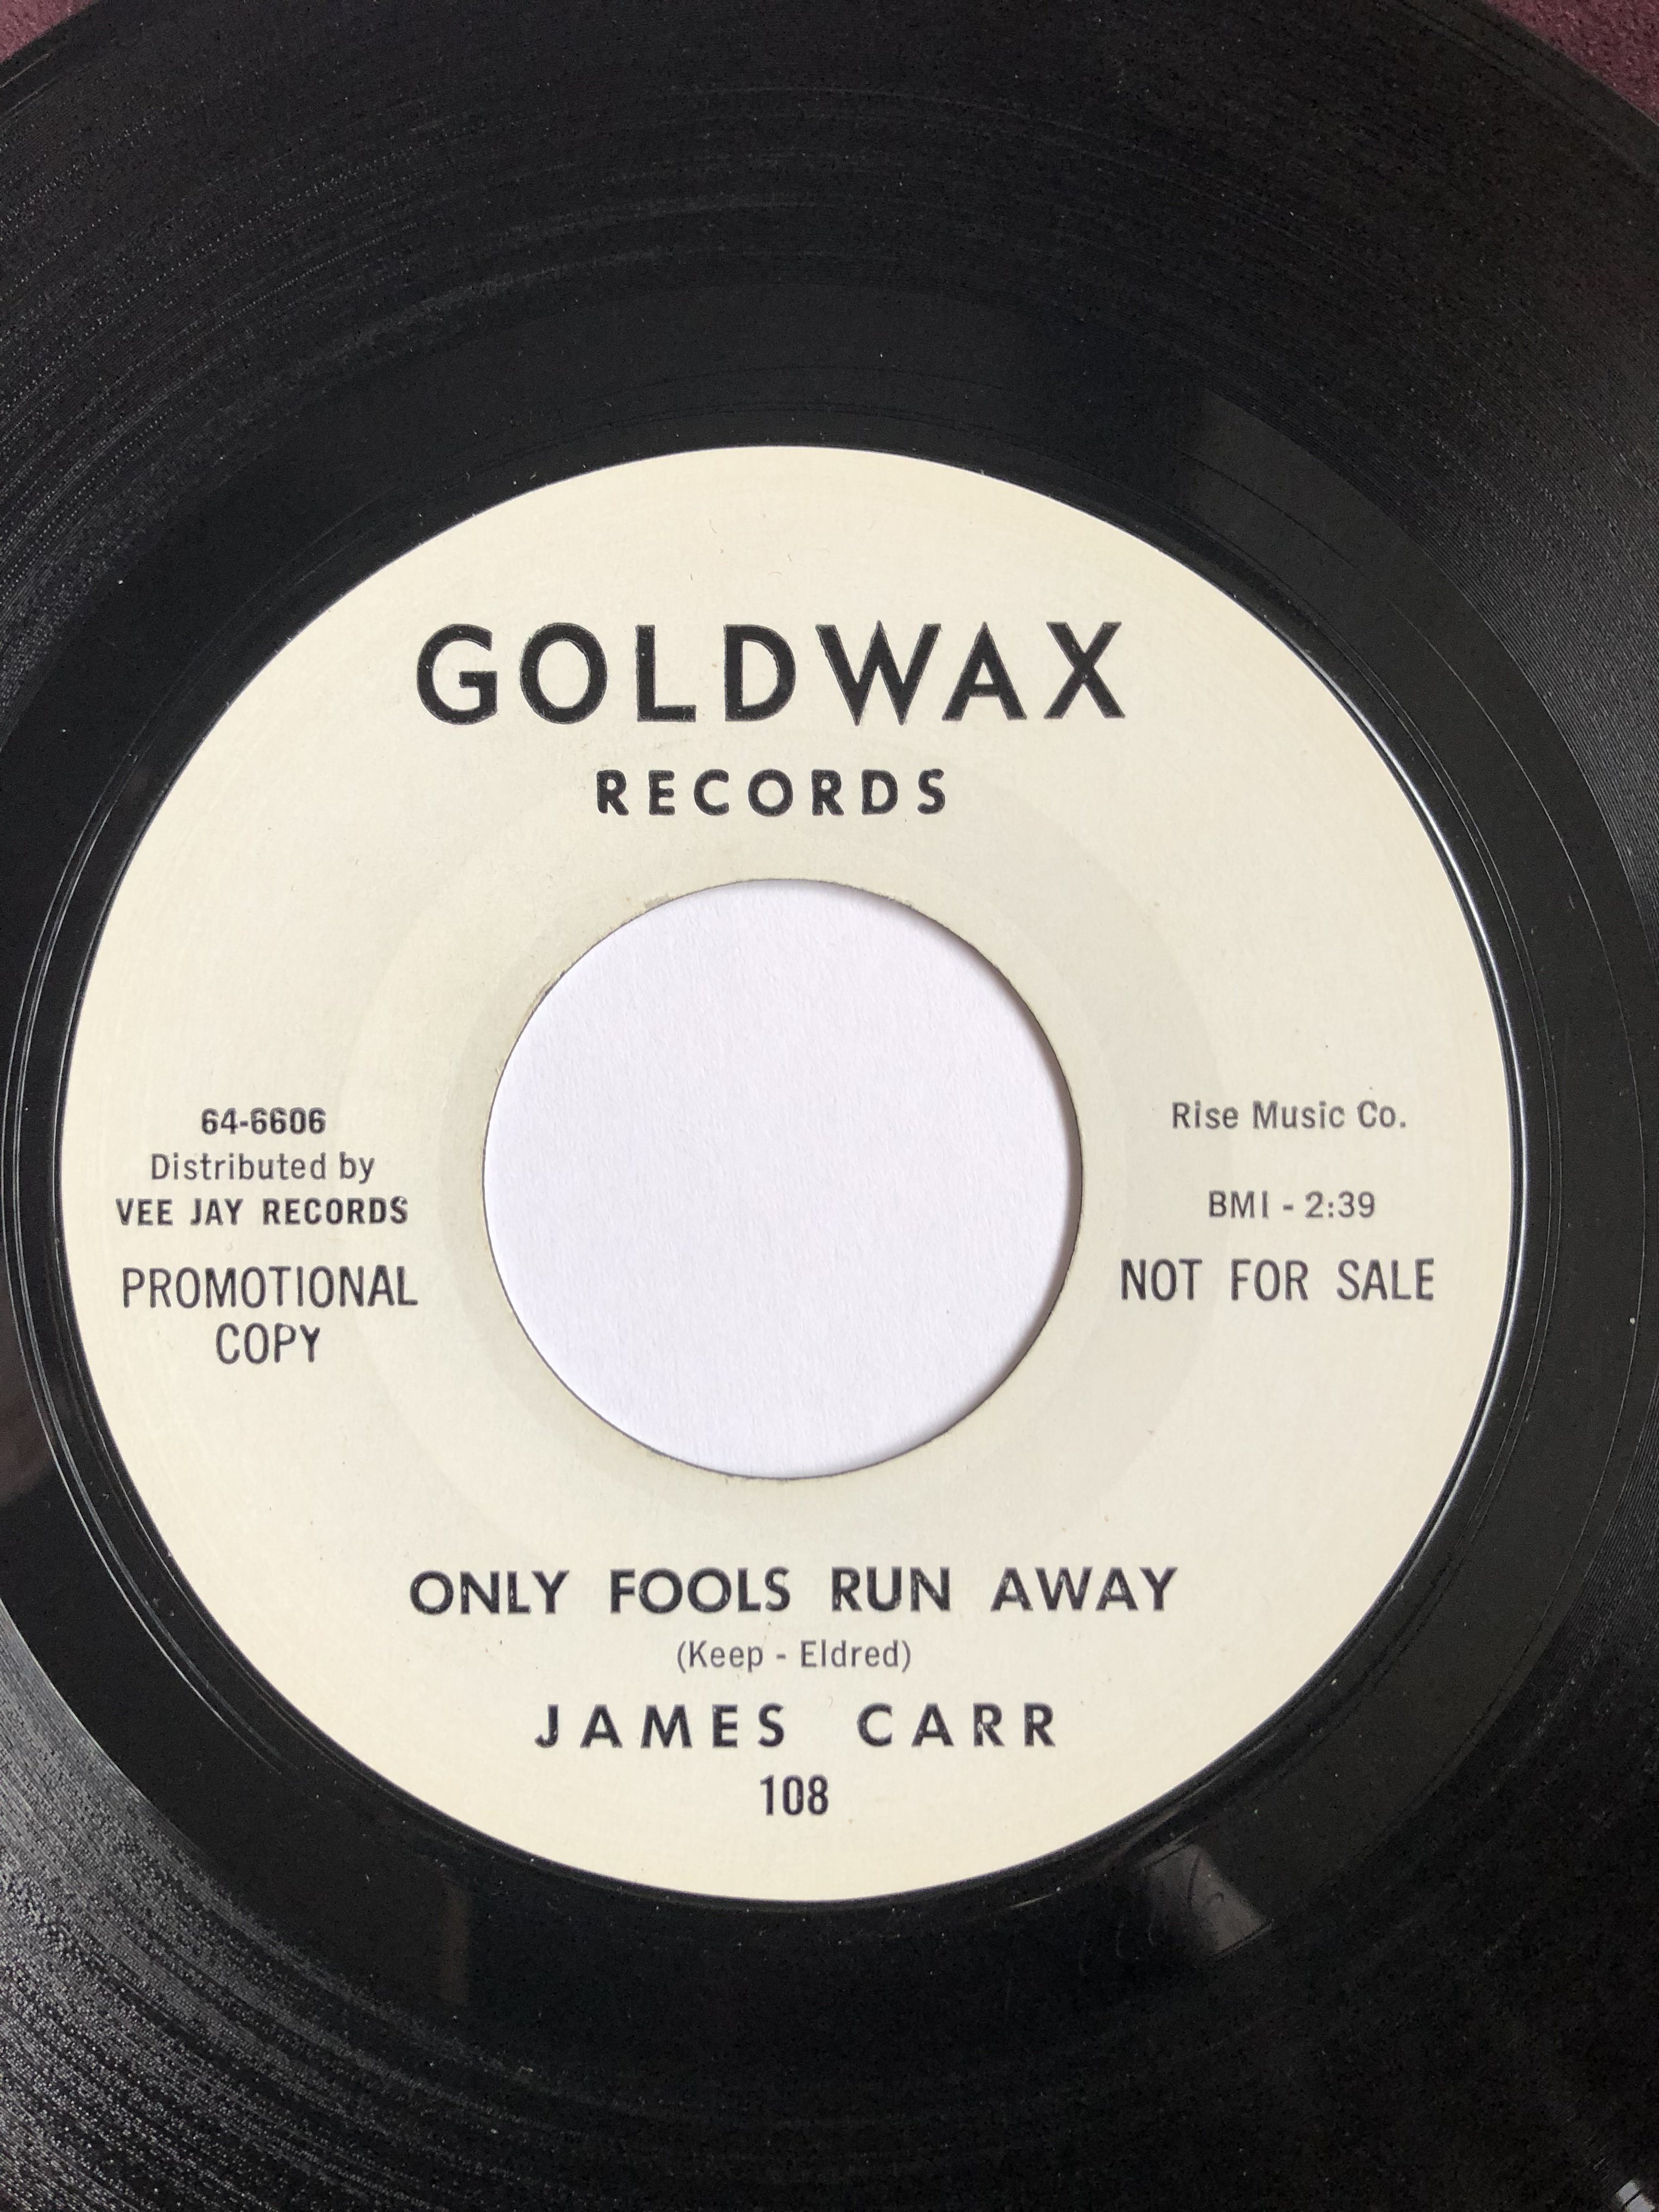 GOLDWAX
RECORDS
64-6606
Distributed by
VEE JAY RECORDS
PROMOTIONAL
COPY
Rise Music Co.
BMI - 2:39
NOT FOR SALE
ONLY FOOLS RUN AWAY
(Keep - Eldred)
JAMES CARR
108